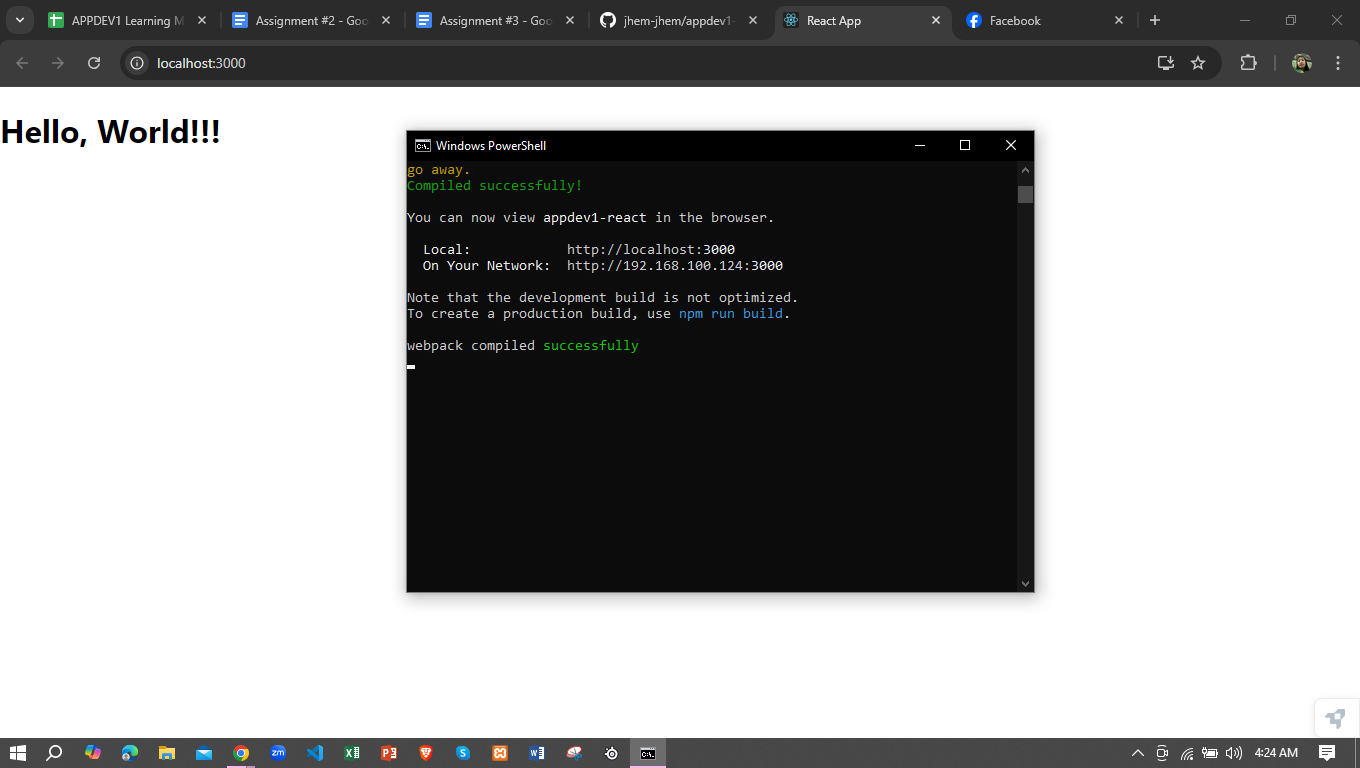 APPDEV1 Learning M
Assignment #2 - Goo
Assignment #3 - Goo
jhem-jhem/appdev1-
React App
Facebook
localhost:3000
Hello, World!!!
Windows PowerShell
go away.
Compiled successfully!
You can now view appdev1-react in the browser.
Local: http://localhost:3000
On Your Network: http://192.168.100.124:3000
Note that the development build is not optimized.
To create a production build, use npm run build.
webpack compiled successfully
zm
4:24 AM